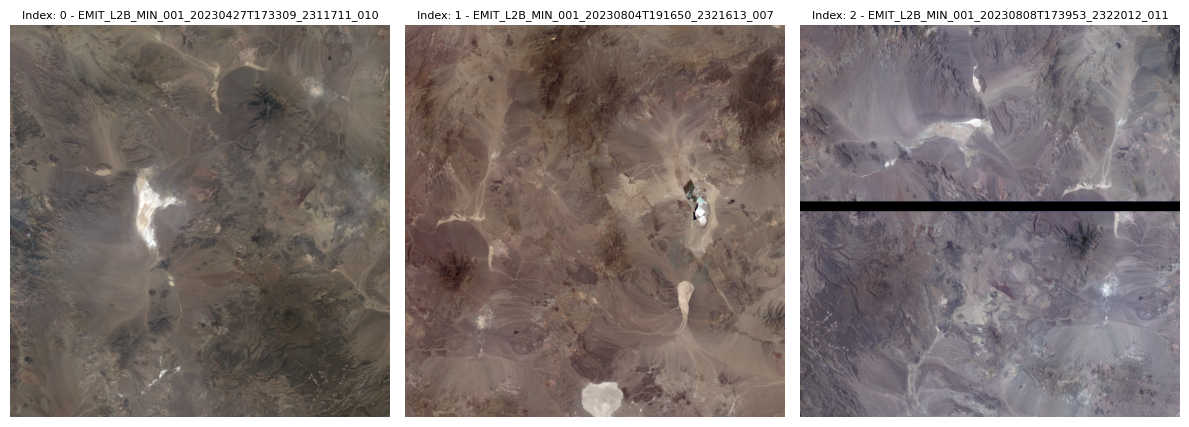 Index: 0 - EMIT_L2B_MIN_001_20230427T173309_2311711_010
Index: 1 - EMIT_L2B_MIN_001_20230804T191650_2321613_007
Index: 2 - EMIT_L2B_MIN_001_20230808T173953_2322012_011